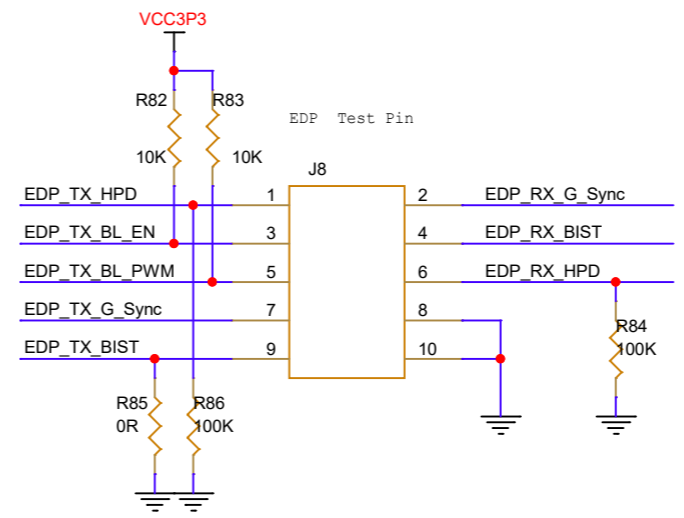 VCC3P3
R82 R83
10K 10K
EDP Test Pin
J8
EDP_TX_HPD 1 2 EDP_RX_G_Sync
EDP_TX_BL_EN 3 4 EDP_RX_BIST
EDP_TX_BL_PWM 5 6 EDP_RX_HPD
EDP_TX_G_Sync 7 8
EDP_TX_BIST 9 10
R84
100K
R85 R86
0R 100K